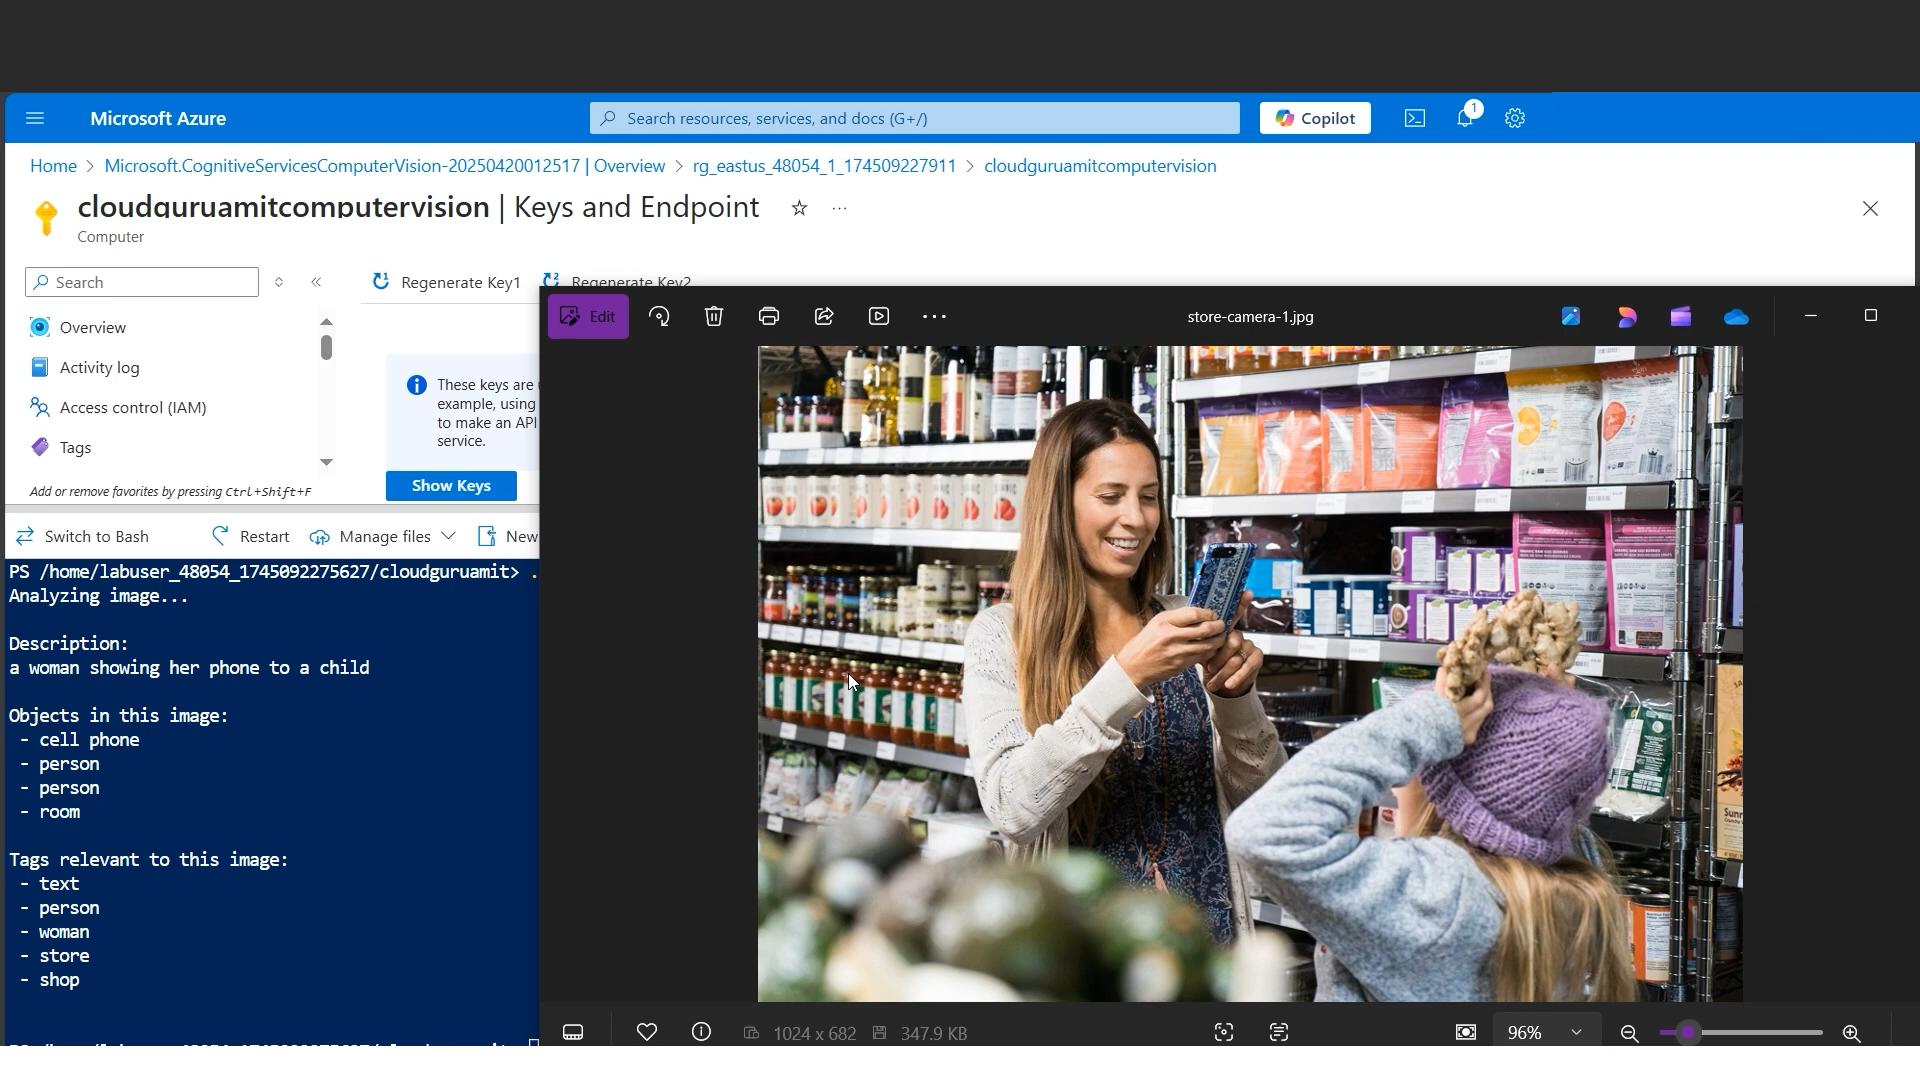 Microsoft Azure
Search resources, services, and docs (G+/)
Copilot
1
Home > Microsoft.CognitiveServicesComputerVision-20250420012517 | Overview > rg_eastus_48054_1_174509227911 > cloudguruamitcomputervision
cloudguruamitcomputervision | Keys and Endpoint
Computer
Search
Regenerate Key1
Regenerate Key2
Overview
Activity log
Access control (IAM)
Tags
Add or remove favorites by pressing Ctrl+Shift+F
These keys are
example, using
to make an API
service.
Show Keys
Switch to Bash
Restart
Manage files
New
PS /home/labuser_48054_1745092275627/cloudguruamit> .
Analyzing image...
Description:
a woman showing her phone to a child
Objects in this image:
- cell phone
- person
- person
- room
Tags relevant to this image:
- text
- person
- woman
- store
- shop
Edit
store-camera-1.jpg
1024 x 682
347.9 KB
96%